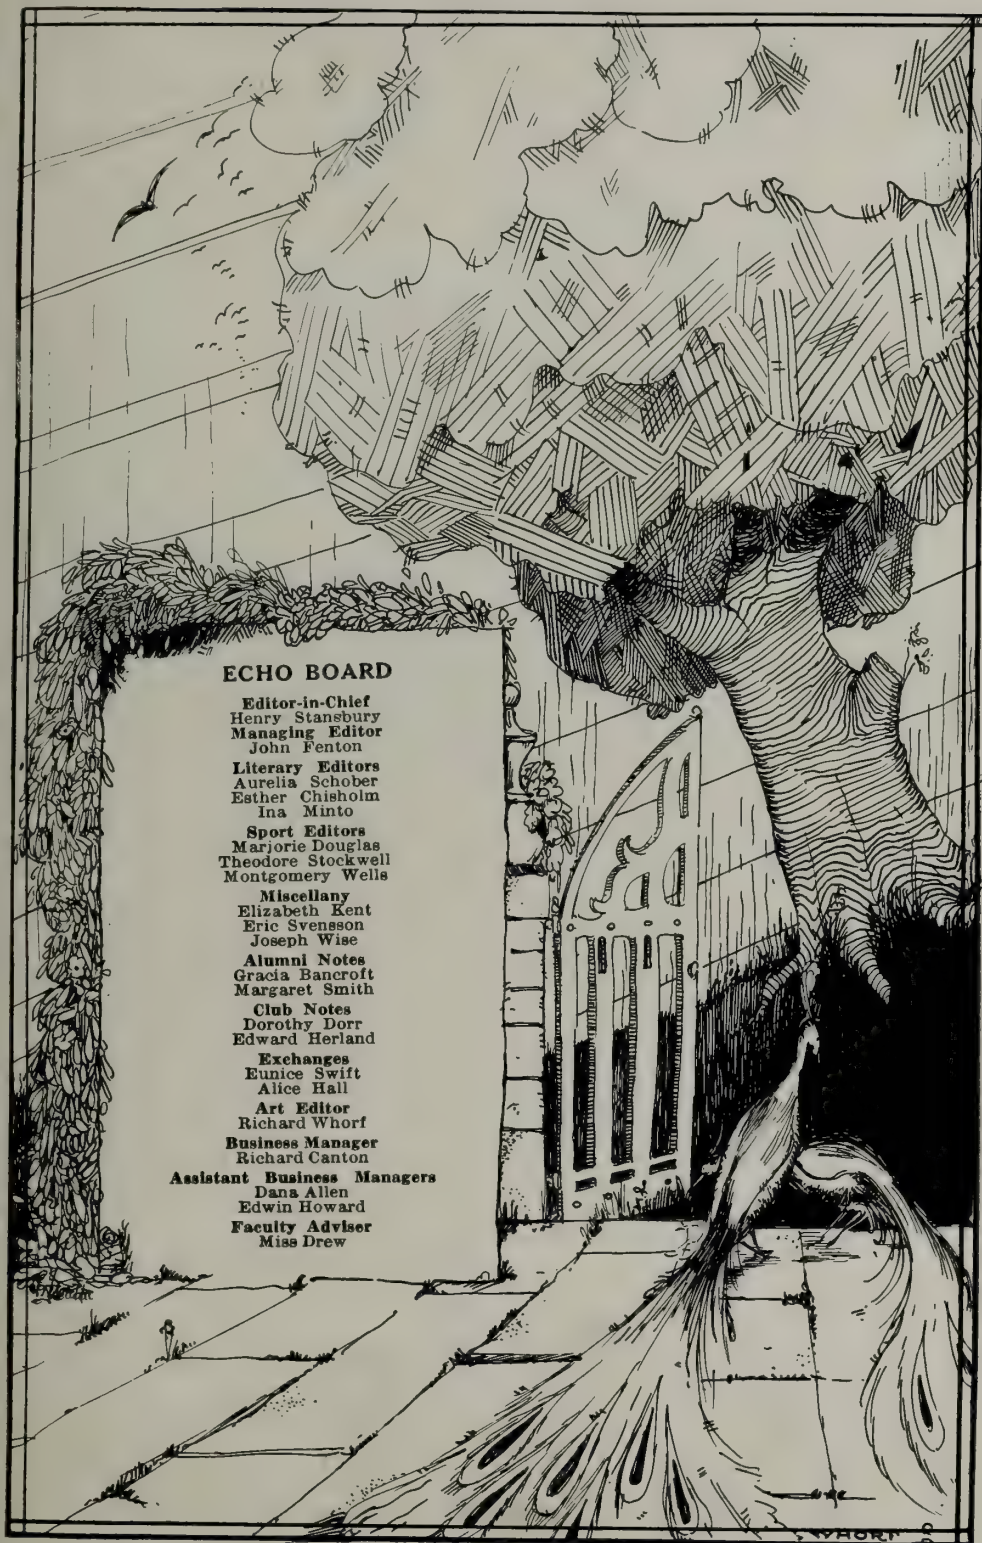 ECHO BOARD
Editor-in-Chief
Henry Stansbury
Managing Editor
John Fenton
Literary Editors
Aurelia Schober
Esther Chisholm
Ina Minto
Sport Editors
Marjorie Douglas
Theodore Stockwell
Montgomery Wells
Miscellany
Elizabeth Kent
Eric Svensson
Joseph Wise
Alumni Notes
Gracia Bancroft
Margaret Smith
Club Notes
Dorothy Dorr
Edward Herland
Exchanges
Eunice Swift
Alice Hall
Art Editor
Richard Whorf
Business Manager
Richard Canton
Assistant Business Managers
Dana Allen
Edwin Howard
Faculty Adviser
Miss Drew
WHORF